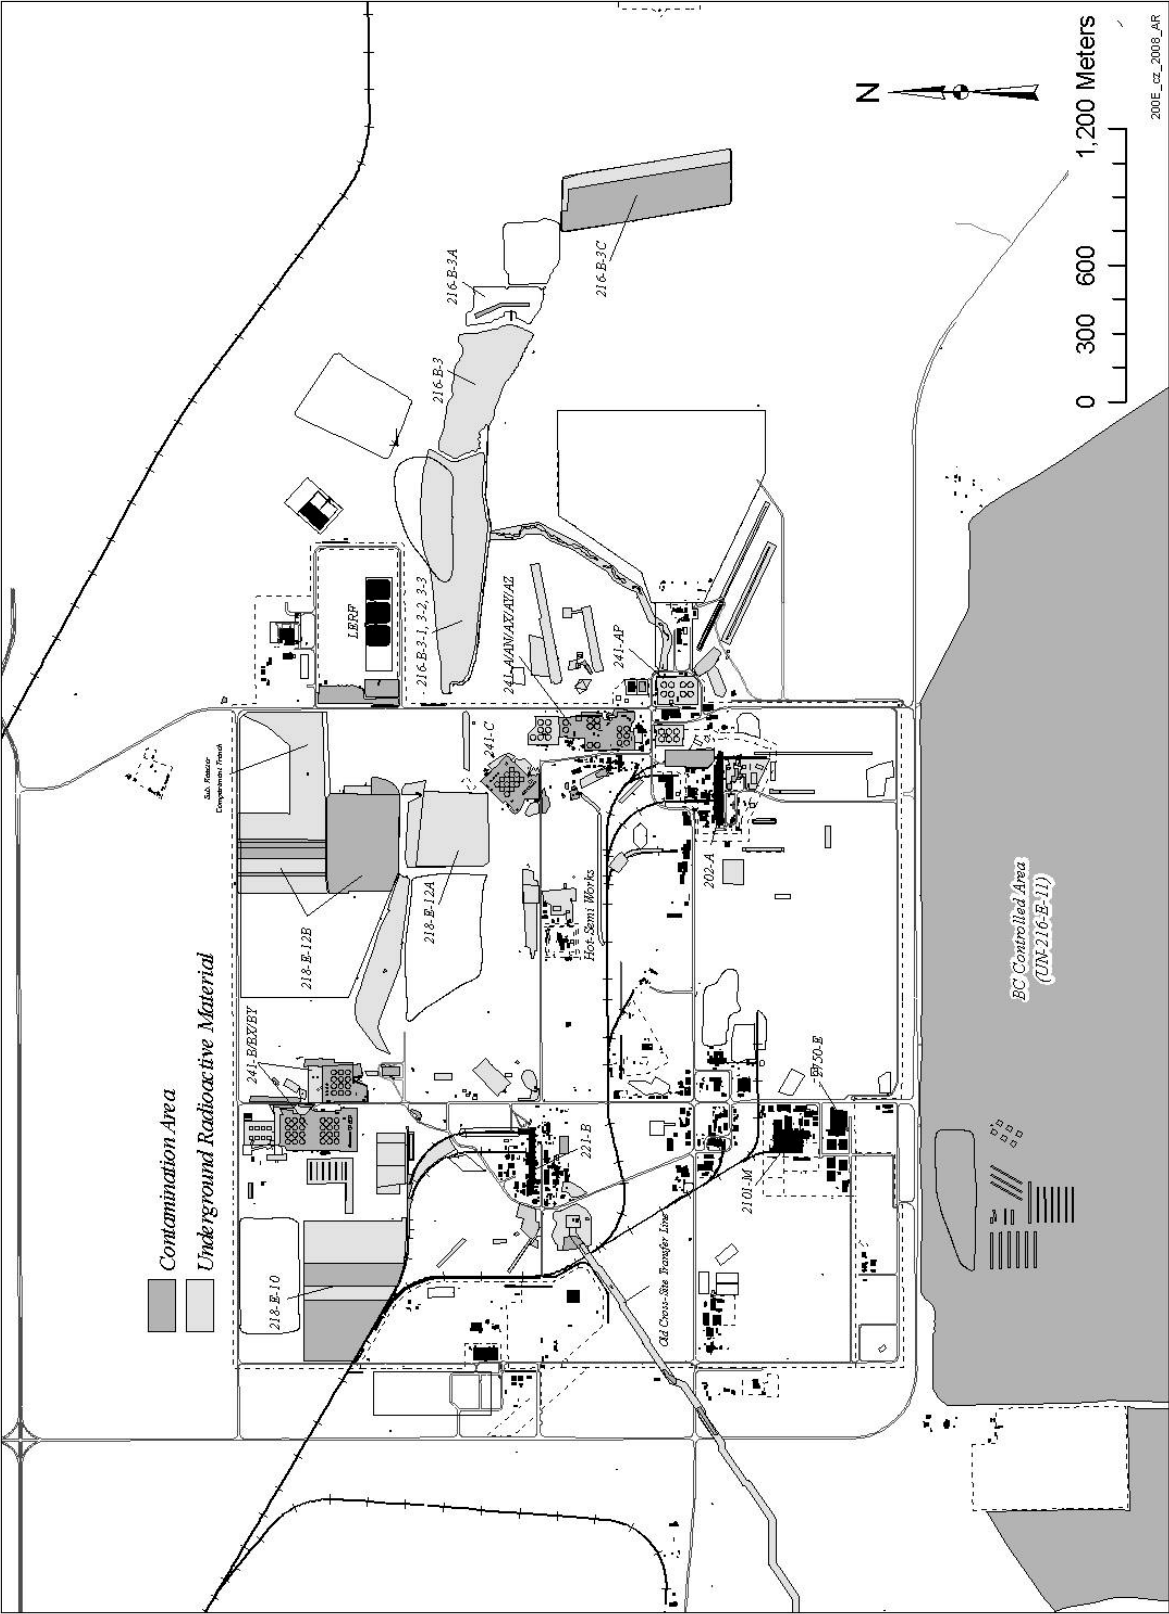 Contamination Area
Underground Radioactive Material
241-B/BX/BY
218-E-10
218-E-12B
Sub. Reactor
Compartment Trench
218-E-12A
241-C
LERF
216-B-3-1, 3-2, 3-3
216-B-3
216-B-3A
216-B-3C
241-A/AN/AX/AY/AZ
241-AP
Hot-Semi Works
202-A
221-B
Old Cross-Site Transfer Line
2101-M
2750-E
BC Controlled Area
(UN-216-E-11)
N
0 300 600 1,200 Meters
200E_cz_2008_AR